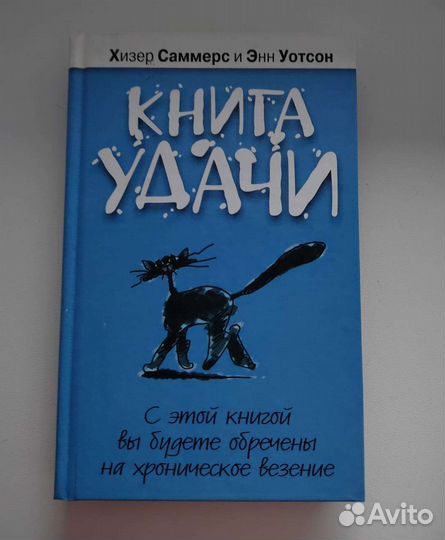 Хизер Саммерс и Энн Уотсон
КНИГА
УДАЧИ
С этой книгой
вы будете обречены
на хроническое везение
Avito